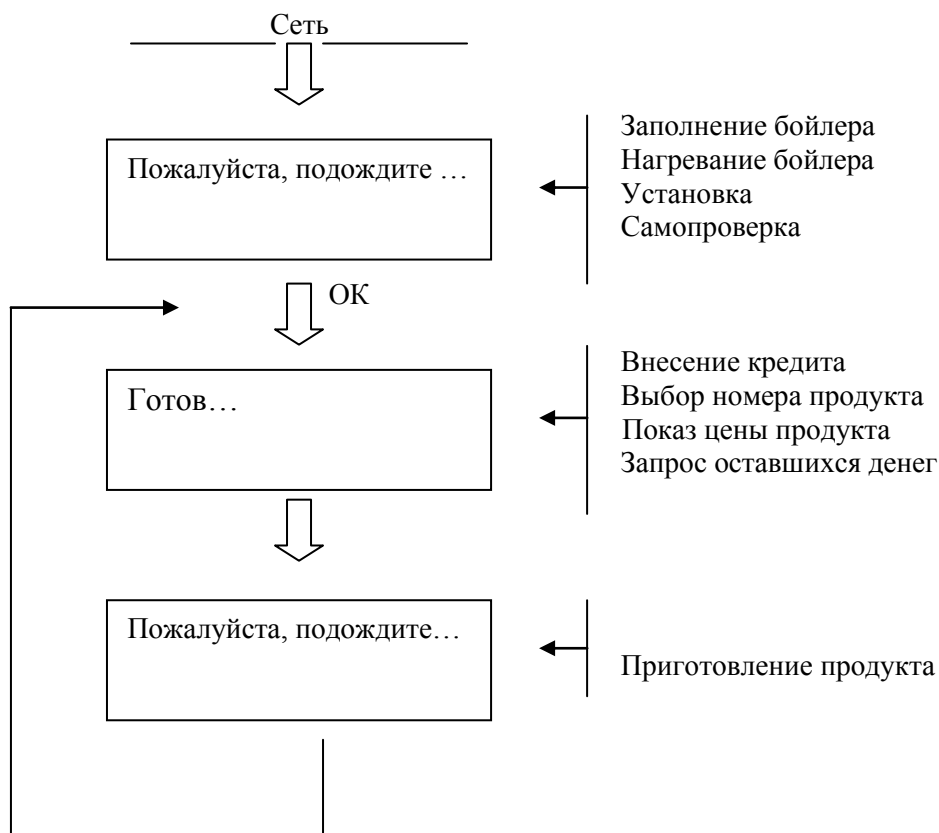 Сеть
Пожалуйста, подождите …
Заполнение бойлера
Нагревание бойлера
Установка
Самопроверка
ОК
Готов…
Внесение кредита
Выбор номера продукта
Показ цены продукта
Запрос оставшихся денег
Пожалуйста, подождите…
Приготовление продукта